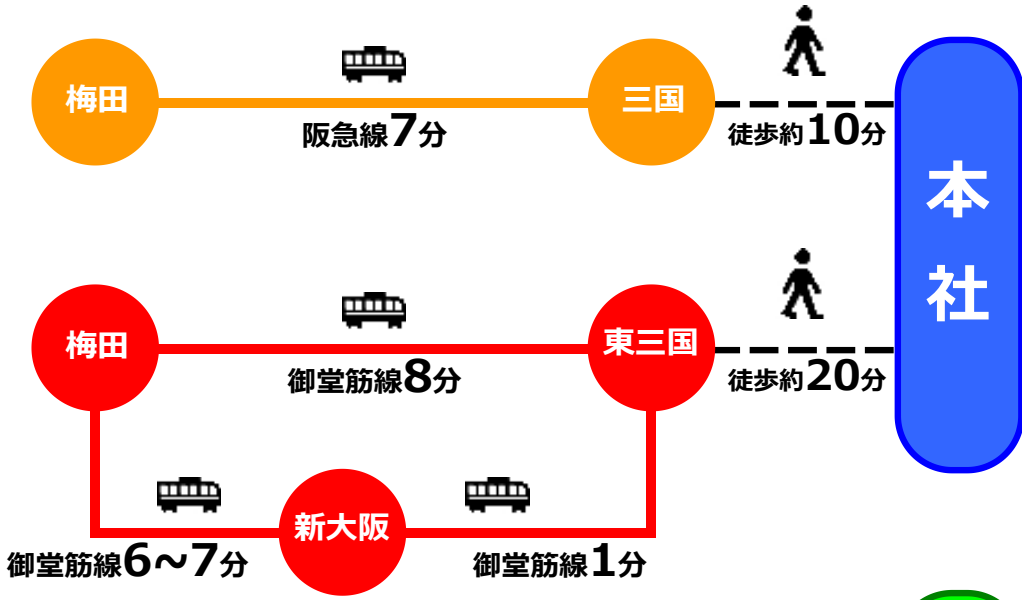 梅田
三国
阪急線7分
徒歩約10分
本社
梅田
東三国
御堂筋線8分
徒歩約20分
新大阪
御堂筋線6~7分
御堂筋線1分